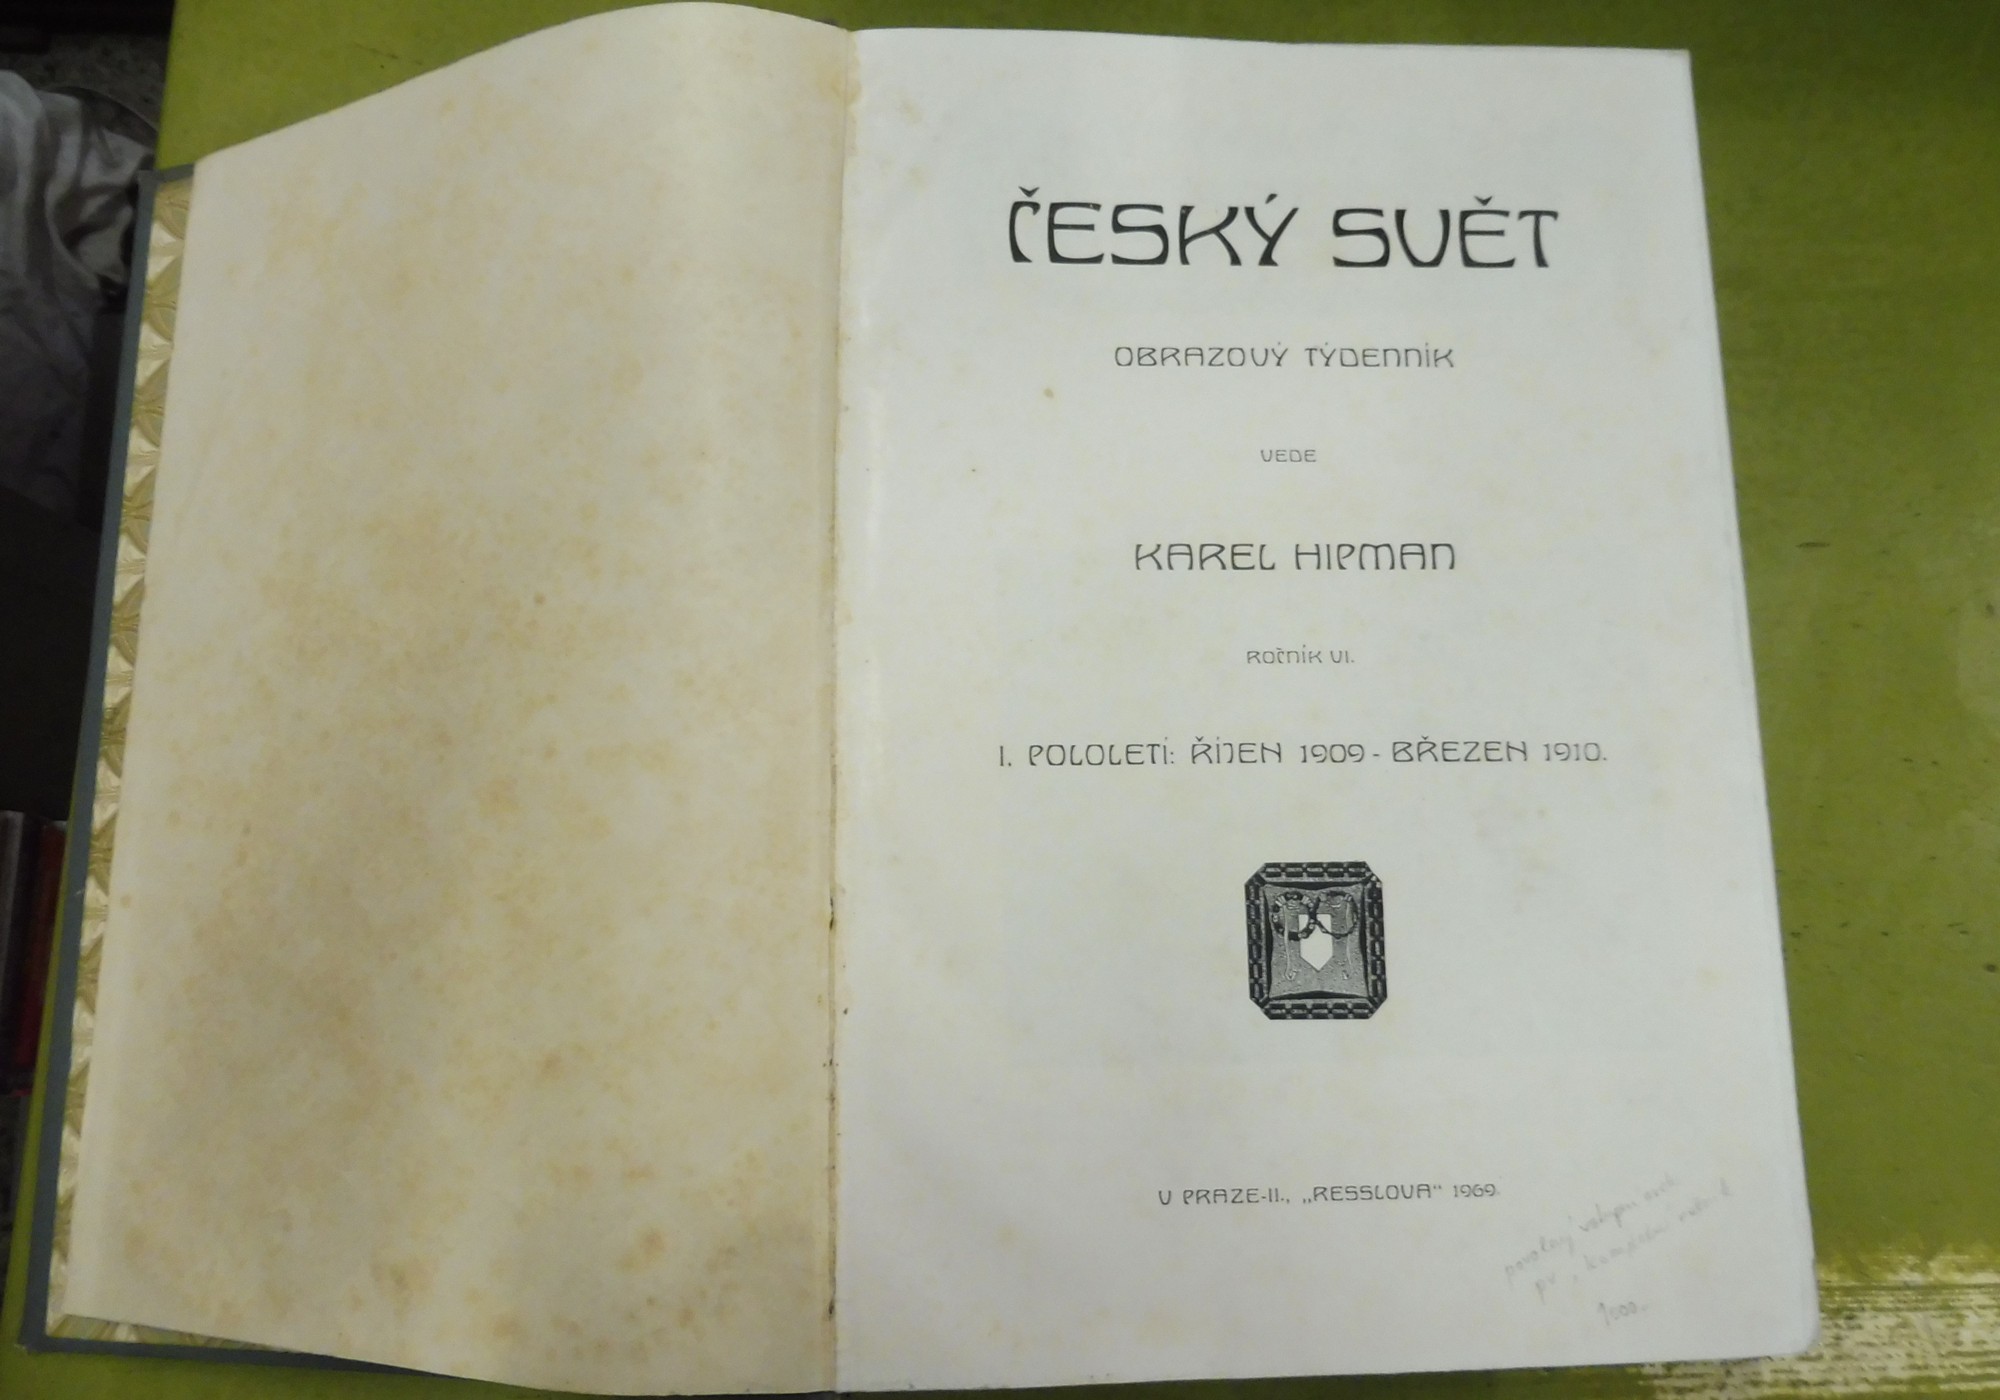 ČESKÝ SVĚT
OBRAZOVÝ TÝDENNÍK
VEDE
KAREL HIPMAN
ROČNÍK VI.
I. POLOLETÍ: ŘÍJEN 1909 - BŘEZEN 1910.
V PRAZE-II., „RESSLOVA“ 1969.
1000.-